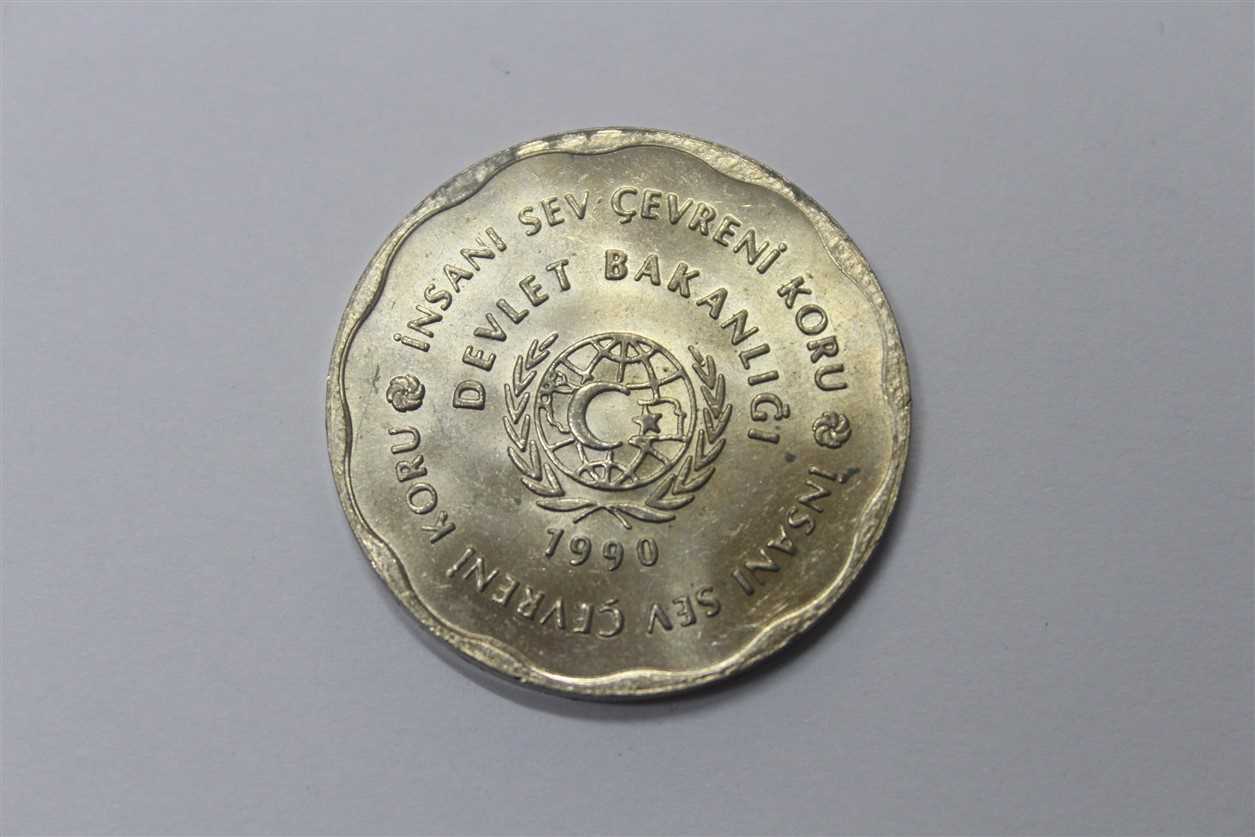 İNSANI SEV ÇEVRENİ KORU
İNSANI SEV ÇEVRENİ KORU
DEVLET BAKANLIĞI
1990